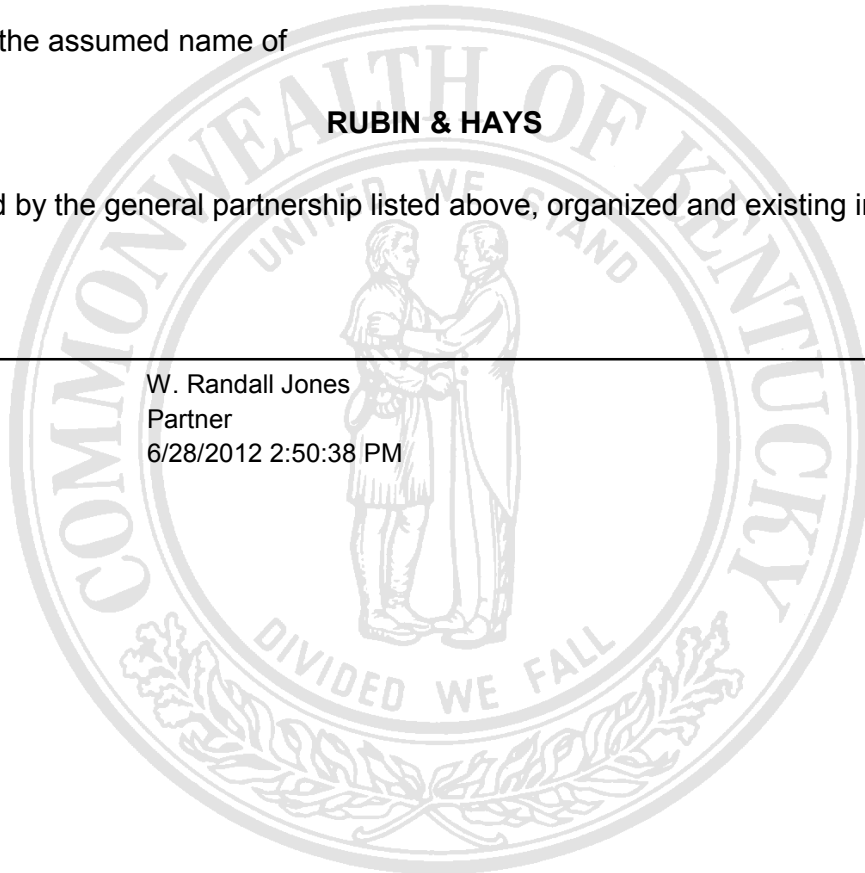 the assumed name of
RUBIN & HAYS
by the general partnership listed above, organized and existing
W. Randall Jones
Partner
6/28/2012 2:50:38 PM
COMMONWEALTH OF KENTUCKY
UNITED WE STAND
DIVIDED WE FALL